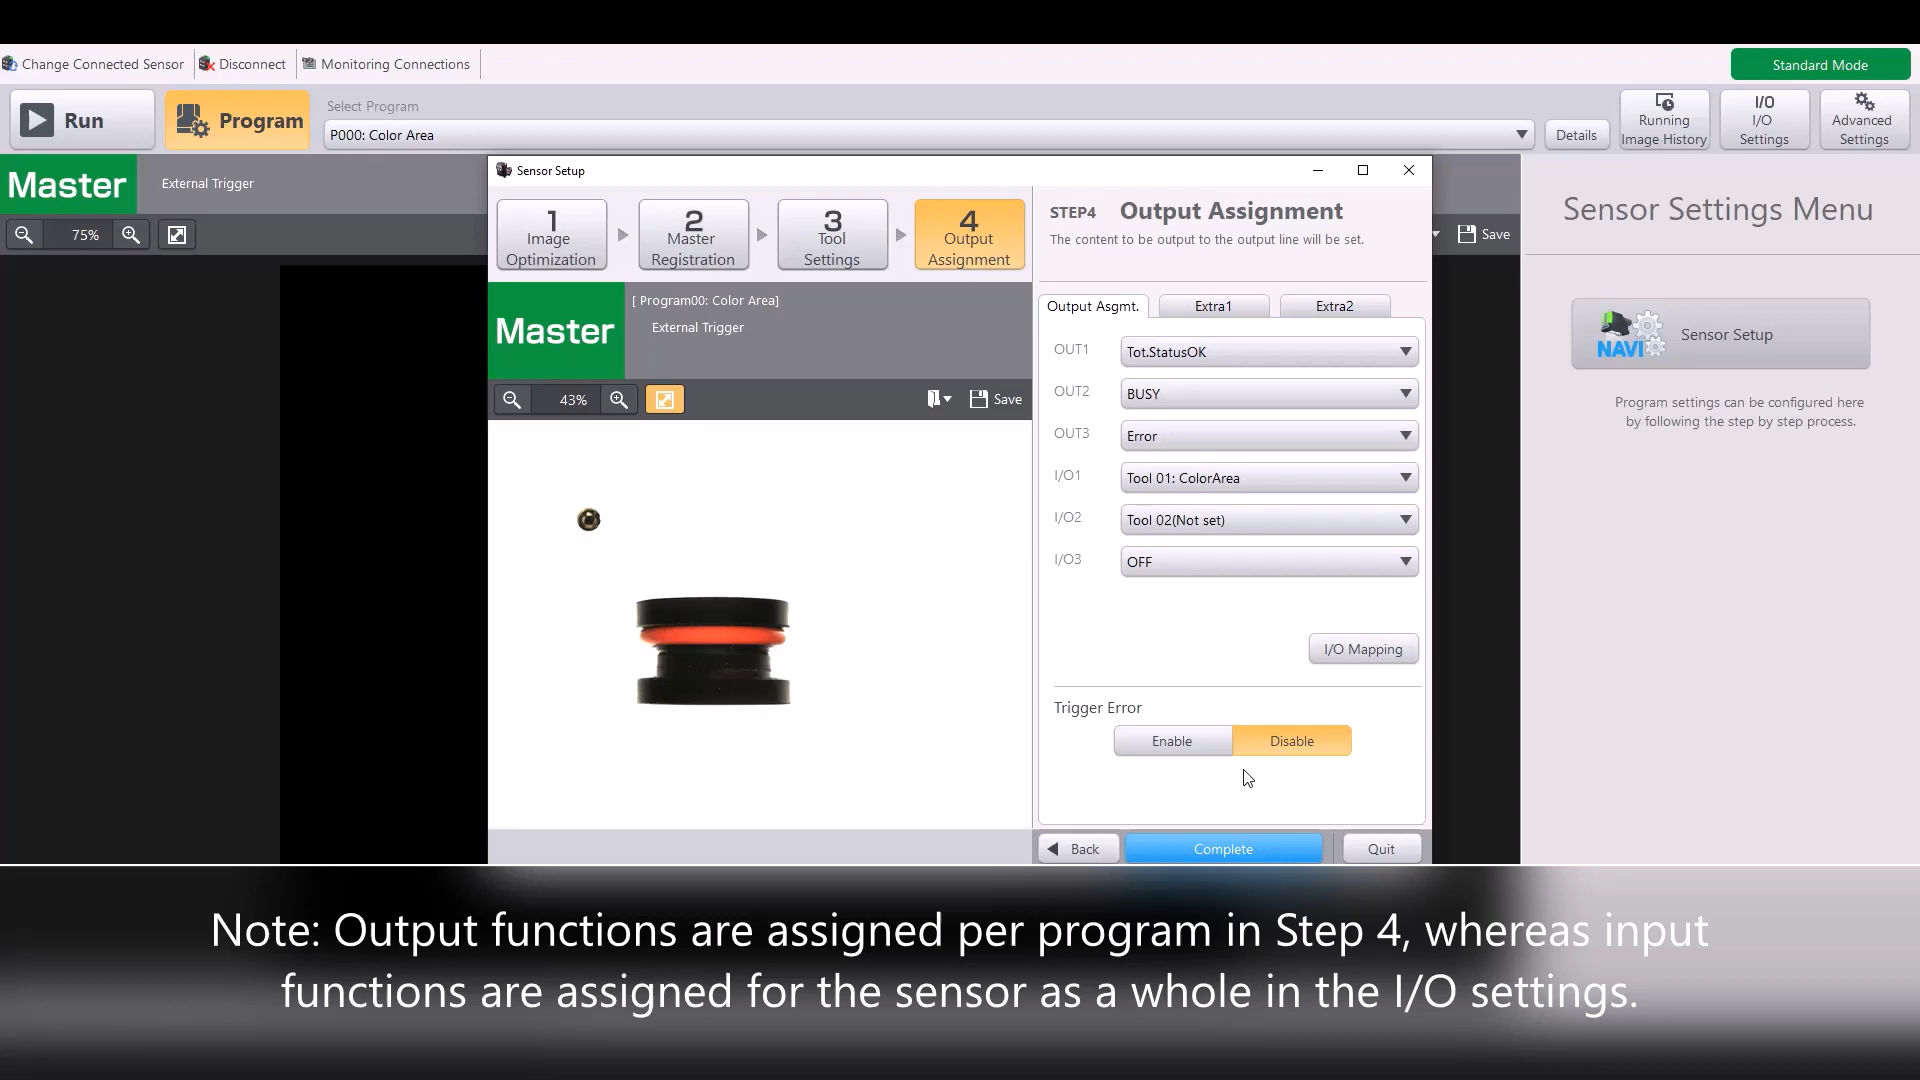 Change Connected Sensor
Disconnect
Monitoring Connections
Standard Mode
Run
Program
Select Program
P000: Color Area
Details
Running
Image History
I/O
I/O
Settings
Advanced
Settings
Master
External Trigger
75%
Save
Sensor Setup
1
Image
Optimization
2
Master
Registration
3
Tool
Settings
4
Output
Assignment
Master
[ Program00: Color Area]
External Trigger
43%
Save
STEP4 Output Assignment
The content to be output to the output line will be set.
Output Asgmt.
Extra1
Extra2
OUT1 Tot.StatusOK
OUT2 BUSY
OUT3 Error
I/O1 Tool 01: ColorArea
I/O2 Tool 02(Not set)
I/O3 OFF
I/O Mapping
Trigger Error
Enable
Disable
Back
Complete
Quit
Sensor Settings Menu
NAVI
Sensor Setup
Program settings can be configured here
by following the step by step process.
Note: Output functions are assigned per program in Step 4, whereas input
functions are assigned for the sensor as a whole in the I/O settings.